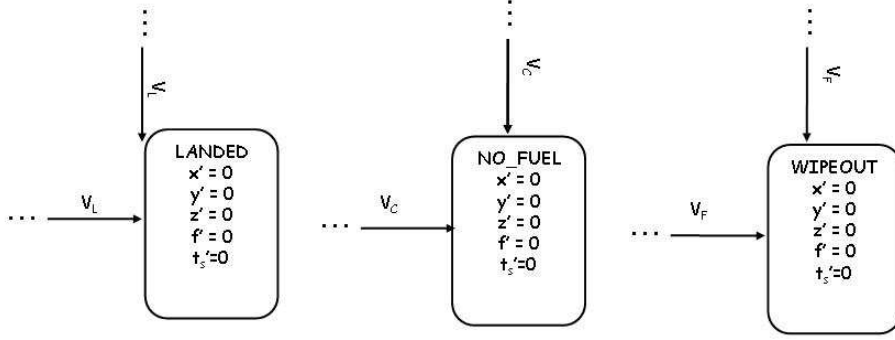 ...
V_L
LANDED
x' = 0
y' = 0
z' = 0
f' = 0
t_s'=0
... V_L
...
V_C
NO_FUEL
x' = 0
y' = 0
z' = 0
f' = 0
t_s'=0
... V_C
...
V_F
WIPEOUT
x' = 0
y' = 0
z' = 0
f' = 0
t_s'=0
... V_F